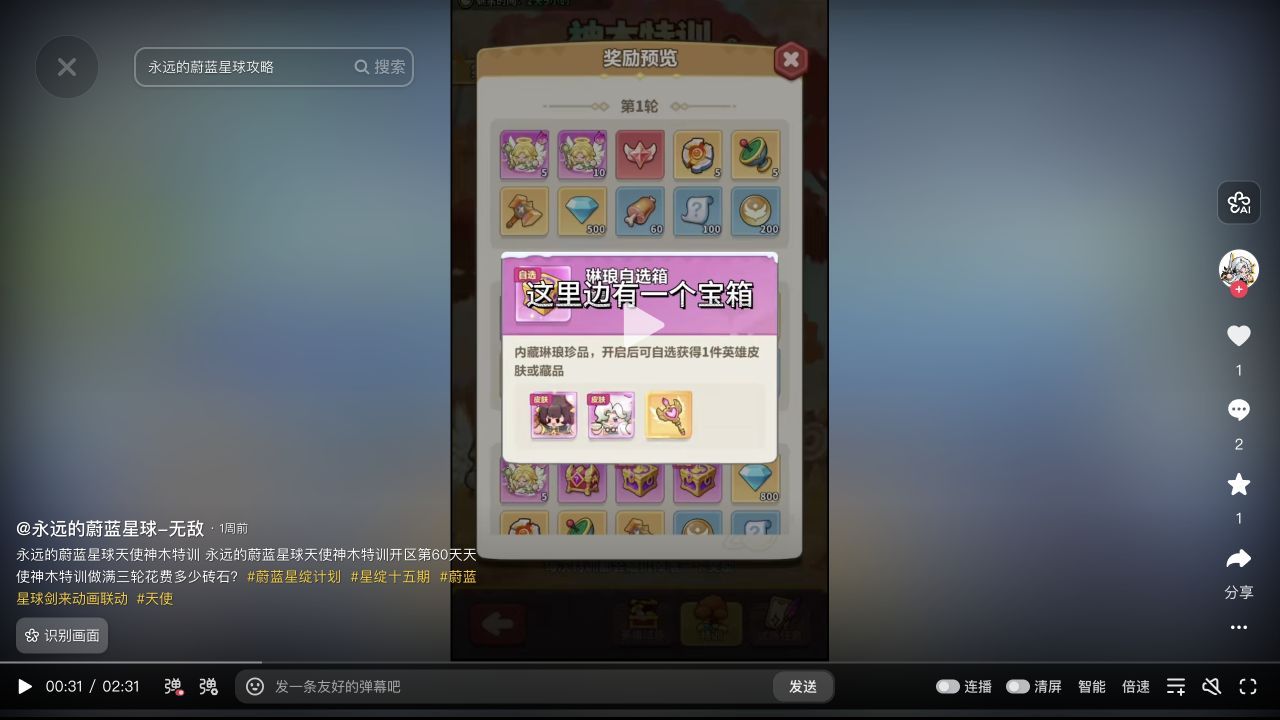 神木特训
奖励预览
永远的蔚蓝星球攻略
搜索
第1轮
5
10
5
5
500
60
100
200
AI
自选
琳琅自选箱
这里边有一个宝箱
内藏琳琅珍品，开启后可自选获得1件英雄皮
肤或藏品
皮肤
皮肤
1
2
1
分享
5
800
@永远的蔚蓝星球-无敌 · 1周前
永远的蔚蓝星球天使神木特训 永远的蔚蓝星球天使神木特训开区第60天天
使神木特训做满三轮花费多少砖石? #蔚蓝星绽计划 #星绽十五期 #蔚蓝
星球剑来动画联动 #天使
识别画面
特训
00:31 / 02:31
弹
弹
发一条友好的弹幕吧
发送
连播
清屏
智能
倍速